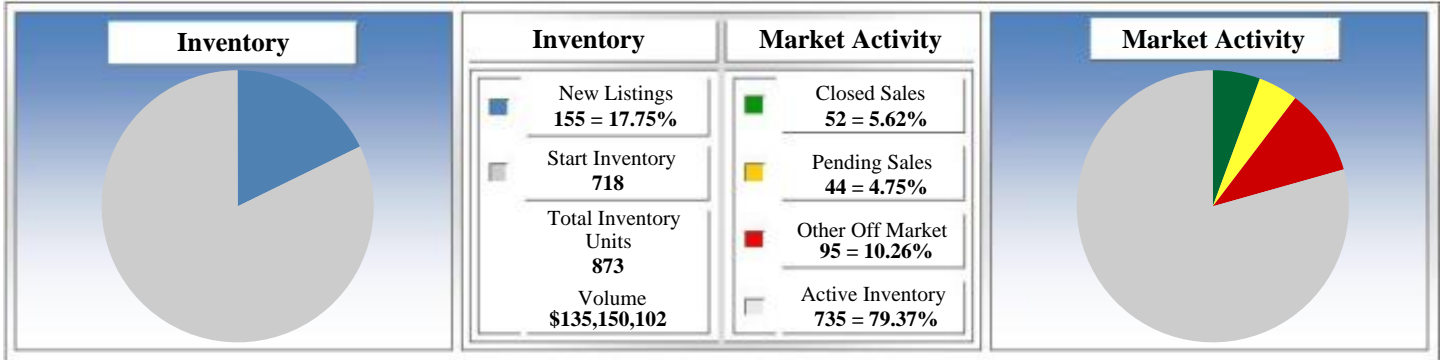 Inventory
Inventory
Market Activity
New Listings
155 = 17.75%
Start Inventory
718
Total Inventory
Units
873
Volume
$135,150,102
Closed Sales
52 = 5.62%
Pending Sales
44 = 4.75%
Other Off Market
95 = 10.26%
Active Inventory
735 = 79.37%
Market Activity